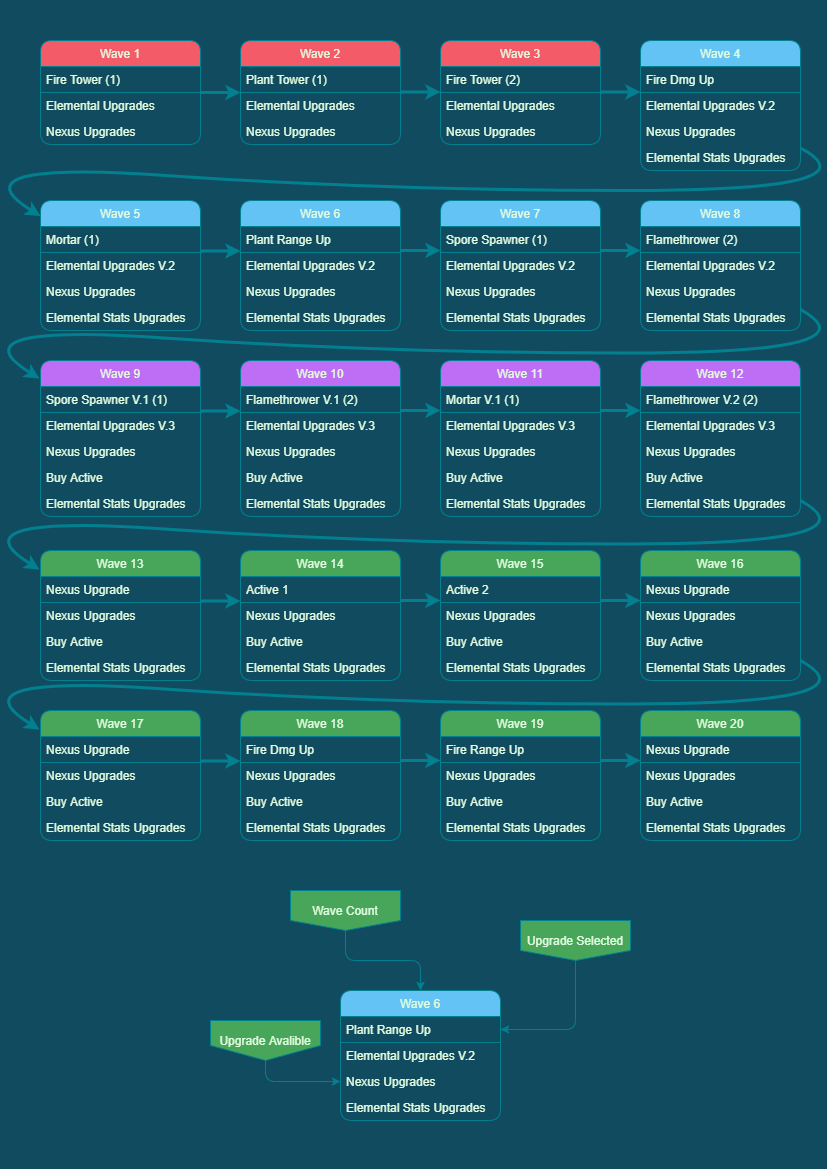 Wave 1
Fire Tower (1)
Elemental Upgrades
Nexus Upgrades
Wave 2
Plant Tower (1)
Elemental Upgrades
Nexus Upgrades
Wave 3
Fire Tower (2)
Elemental Upgrades
Nexus Upgrades
Wave 4
Fire Dmg Up
Elemental Upgrades V.2
Nexus Upgrades
Elemental Stats Upgrades
Wave 5
Mortar (1)
Elemental Upgrades V.2
Nexus Upgrades
Elemental Stats Upgrades
Wave 6
Plant Range Up
Elemental Upgrades V.2
Nexus Upgrades
Elemental Stats Upgrades
Wave 7
Spore Spawner (1)
Elemental Upgrades V.2
Nexus Upgrades
Elemental Stats Upgrades
Wave 8
Flamethrower (2)
Elemental Upgrades V.2
Nexus Upgrades
Elemental Stats Upgrades
Wave 9
Spore Spawner V.1 (1)
Elemental Upgrades V.3
Nexus Upgrades
Buy Active
Elemental Stats Upgrades
Wave 10
Flamethrower V.1 (2)
Elemental Upgrades V.3
Nexus Upgrades
Buy Active
Elemental Stats Upgrades
Wave 11
Mortar V.1 (1)
Elemental Upgrades V.3
Nexus Upgrades
Buy Active
Elemental Stats Upgrades
Wave 12
Flamethrower V.2 (2)
Elemental Upgrades V.3
Nexus Upgrades
Buy Active
Elemental Stats Upgrades
Wave 13
Nexus Upgrade
Nexus Upgrades
Buy Active
Elemental Stats Upgrades
Wave 14
Active 1
Nexus Upgrades
Buy Active
Elemental Stats Upgrades
Wave 15
Active 2
Nexus Upgrades
Buy Active
Elemental Stats Upgrades
Wave 16
Nexus Upgrade
Nexus Upgrades
Buy Active
Elemental Stats Upgrades
Wave 17
Nexus Upgrade
Nexus Upgrades
Buy Active
Elemental Stats Upgrades
Wave 18
Fire Dmg Up
Nexus Upgrades
Buy Active
Elemental Stats Upgrades
Wave 19
Fire Range Up
Nexus Upgrades
Buy Active
Elemental Stats Upgrades
Wave 20
Nexus Upgrade
Nexus Upgrades
Buy Active
Elemental Stats Upgrades
Wave Count
Upgrade Selected
Upgrade Avalible
Wave 6
Plant Range Up
Elemental Upgrades V.2
Nexus Upgrades
Elemental Stats Upgrades